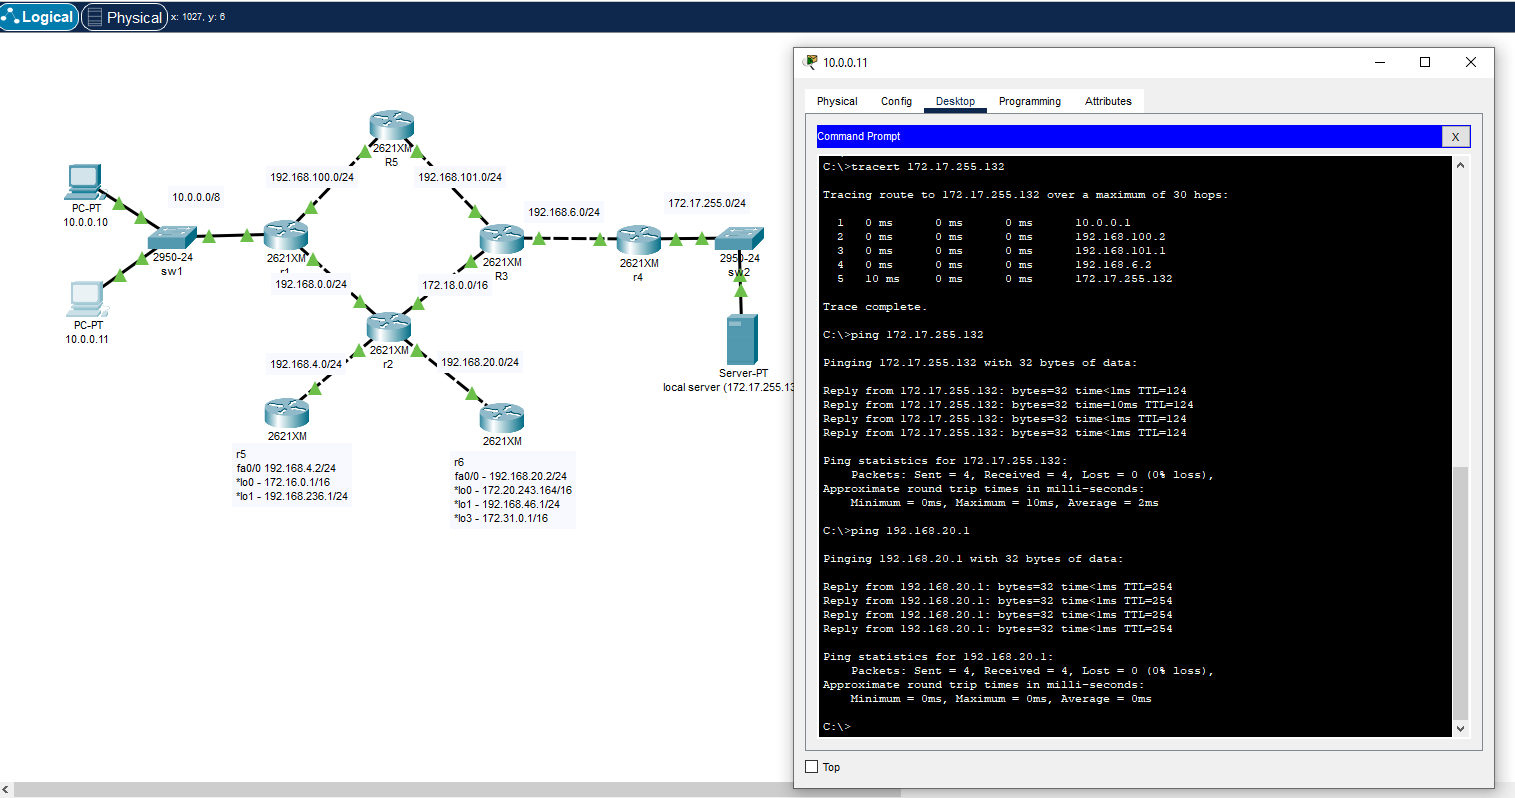 Logical Physical x: 1027, y: 6
2621XM
R5
192.168.100.0/24
192.168.101.0/24
PC-PT
10.0.0.10
10.0.0.0/8
2950-24
sw1
2621XM
r1
192.168.6.0/24
172.17.255.0/24
2621XM
R3
2621XM
r4
2950-24
sw2
192.168.0.0/24
172.18.0.0/16
PC-PT
10.0.0.11
2621XM
r2
192.168.4.0/24
192.168.20.0/24
Server-PT
local server (172.17.255.13
2621XM
2621XM
r5
fa0/0 192.168.4.2/24
*lo0 - 172.16.0.1/16
*lo1 - 192.168.236.1/24
r6
fa0/0 - 192.168.20.2/24
*lo0 - 172.20.243.164/16
*lo1 - 192.168.46.1/24
*lo3 - 172.31.0.1/16
10.0.0.11
Physical Config Desktop Programming Attributes
Command Prompt X
C:\>tracert 172.17.255.132
Tracing route to 172.17.255.132 over a maximum of 30 hops:
1 0 ms 0 ms 0 ms 10.0.0.1
2 0 ms 0 ms 0 ms 192.168.100.2
3 0 ms 0 ms 0 ms 192.168.101.1
4 0 ms 0 ms 0 ms 192.168.6.2
5 10 ms 0 ms 0 ms 172.17.255.132
Trace complete.
C:\>ping 172.17.255.132
Pinging 172.17.255.132 with 32 bytes of data:
Reply from 172.17.255.132: bytes=32 time<1ms TTL=124
Reply from 172.17.255.132: bytes=32 time=10ms TTL=124
Reply from 172.17.255.132: bytes=32 time<1ms TTL=124
Reply from 172.17.255.132: bytes=32 time<1ms TTL=124
Ping statistics for 172.17.255.132:
Packets: Sent = 4, Received = 4, Lost = 0 (0% loss),
Approximate round trip times in milli-seconds:
Minimum = 0ms, Maximum = 10ms, Average = 2ms
C:\>ping 192.168.20.1
Pinging 192.168.20.1 with 32 bytes of data:
Reply from 192.168.20.1: bytes=32 time<1ms TTL=254
Reply from 192.168.20.1: bytes=32 time<1ms TTL=254
Reply from 192.168.20.1: bytes=32 time<1ms TTL=254
Reply from 192.168.20.1: bytes=32 time<1ms TTL=254
Ping statistics for 192.168.20.1:
Packets: Sent = 4, Received = 4, Lost = 0 (0% loss),
Approximate round trip times in milli-seconds:
Minimum = 0ms, Maximum = 0ms, Average = 0ms
C:\>
Top